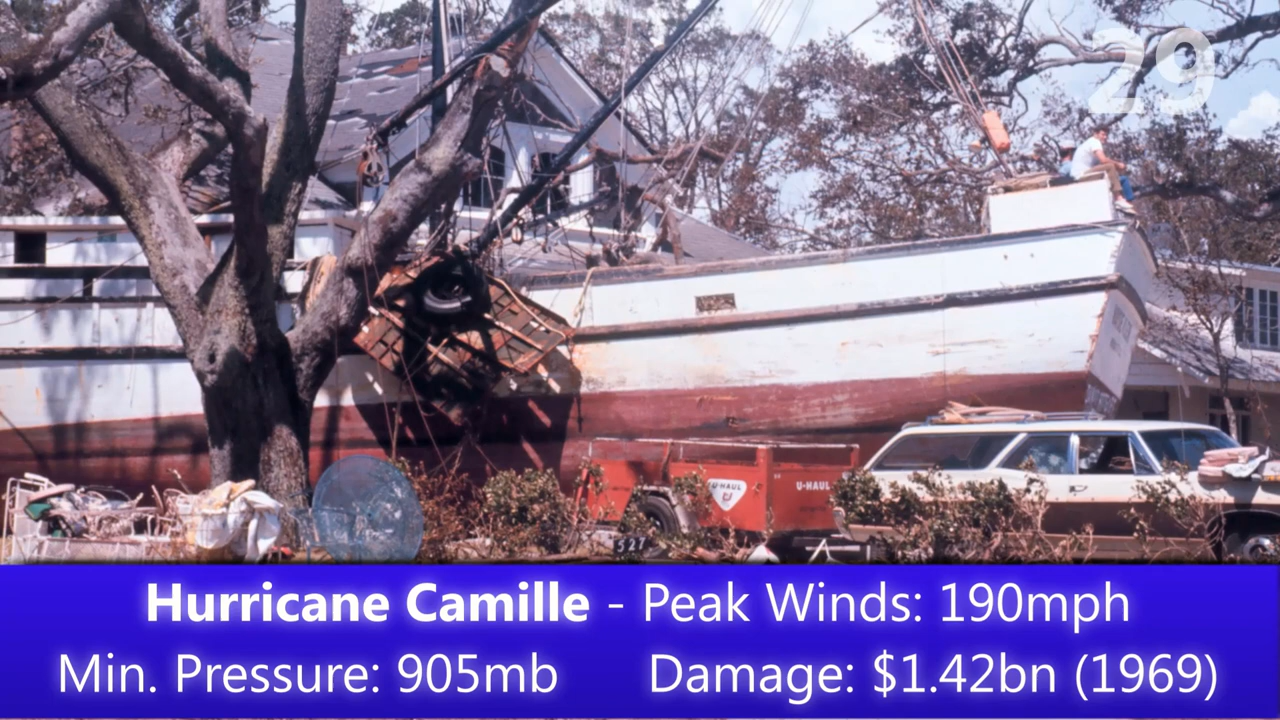 29
U-HAUL
U-HAUL
527
Hurricane Camille - Peak Winds: 190mph
Min. Pressure: 905mb Damage: $1.42bn (1969)